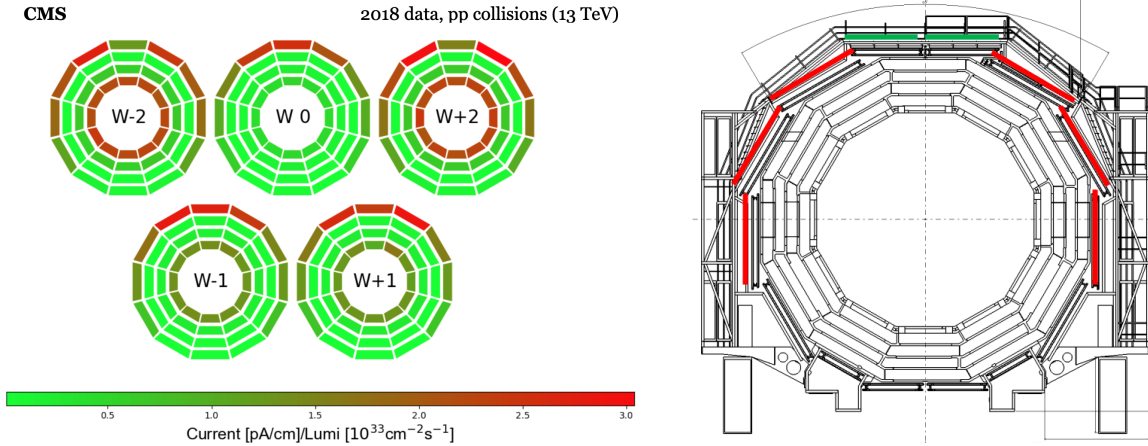 CMS 2018 data, pp collisions (13 TeV)
W-2 W 0 W+2
W-1 W+1
0.5 1.0 1.5 2.0 2.5 3.0
Current [pA/cm]/Lumi [10³³cm⁻²s⁻¹]